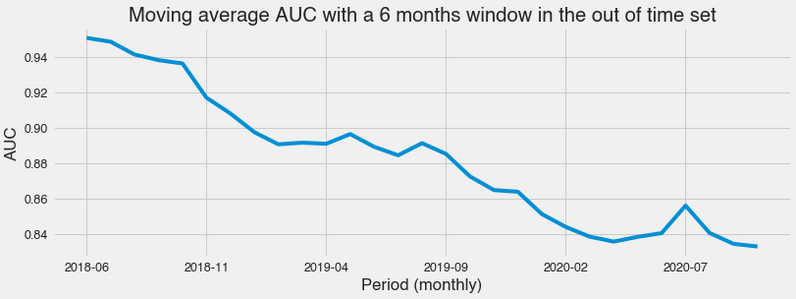 Moving average AUC with a 6 months window in the out of time set
AUC
0.94
0.92
0.90
0.88
0.86
0.84
2018-06 2018-11 2019-04 2019-09 2020-02 2020-07
Period (monthly)